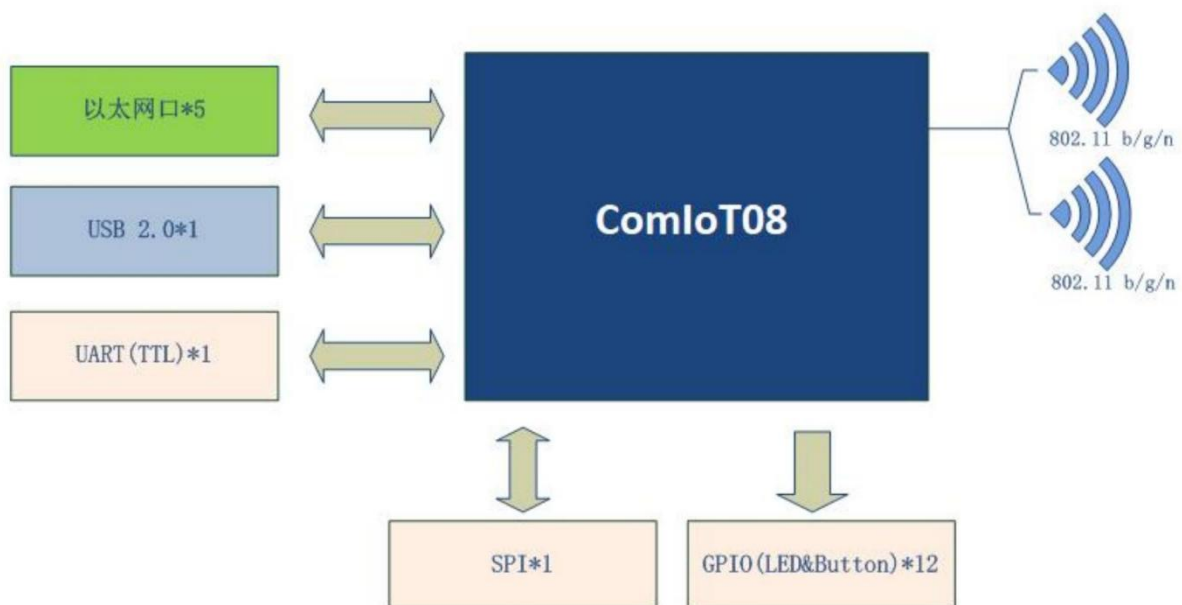 以太网口*5
USB 2.0*1
UART(TTL)*1
ComIoT08
802.11 b/g/n
802.11 b/g/n
SPI*1
GPIO(LED&Button)*12